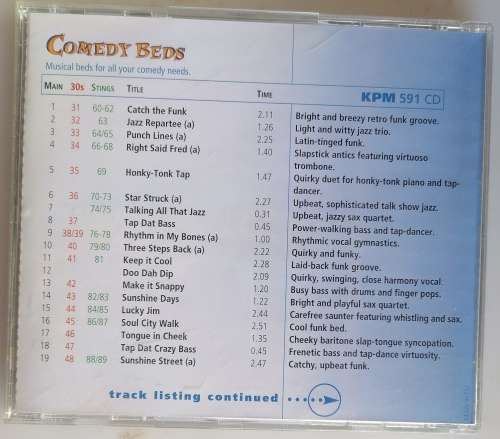 COMEDY BEDS
Musical beds for all your comedy needs.
MAIN 30s STINGS TITLE TIME KPM 591 CD
1 31 60-62 Catch the Funk 2.11 Bright and breezy retro funk groove.
2 32 63 Jazz Repartee (a) 1.26 Light and witty jazz trio.
3 33 64/65 Punch Lines (a) 2.25 Latin-tinged funk.
4 34 66-68 Right Said Fred (a) 1.40 Slapstick antics featuring virtuoso
trombone.
5 35 69 Honky-Tonk Tap 1.47 Quirky duet for honky-tonk piano and tap-
dancer.
6 36 70-73 Star Struck (a) 2.27 Upbeat, sophisticated talk show jazz.
7 74/75 Talking All That Jazz 0.31 Upbeat, jazzy sax quartet.
8 37 Tap Dat Bass 0.45 Power-walking bass and tap-dancer.
9 38/39 76-78 Rhythm in My Bones (a) 1.00 Rhythmic vocal gymnastics.
10 40 79/80 Three Steps Back (a) 2.22 Quirky and funky.
11 41 81 Keep it Cool 2.28 Laid-back funk groove.
12 Doo Dah Dip 2.09 Quirky, swinging, close harmony vocal.
13 42 Make it Snappy 1.20 Busy bass with drums and finger pops.
14 43 82/83 Sunshine Days 1.22 Bright and playful sax quartet.
15 44 84/85 Lucky Jim 2.44 Carefree saunter featuring whistling and sax.
16 45 86/87 Soul City Walk 2.51 Cool funk bed.
17 46 Tongue in Cheek 1.35 Cheeky baritone slap-tongue syncopation.
18 47 Tap Dat Crazy Bass 0.45 Frenetic bass and tap-dance virtuosity.
19 48 88/89 Sunshine Street (a) 2.47 Catchy, upbeat funk.
track listing continued